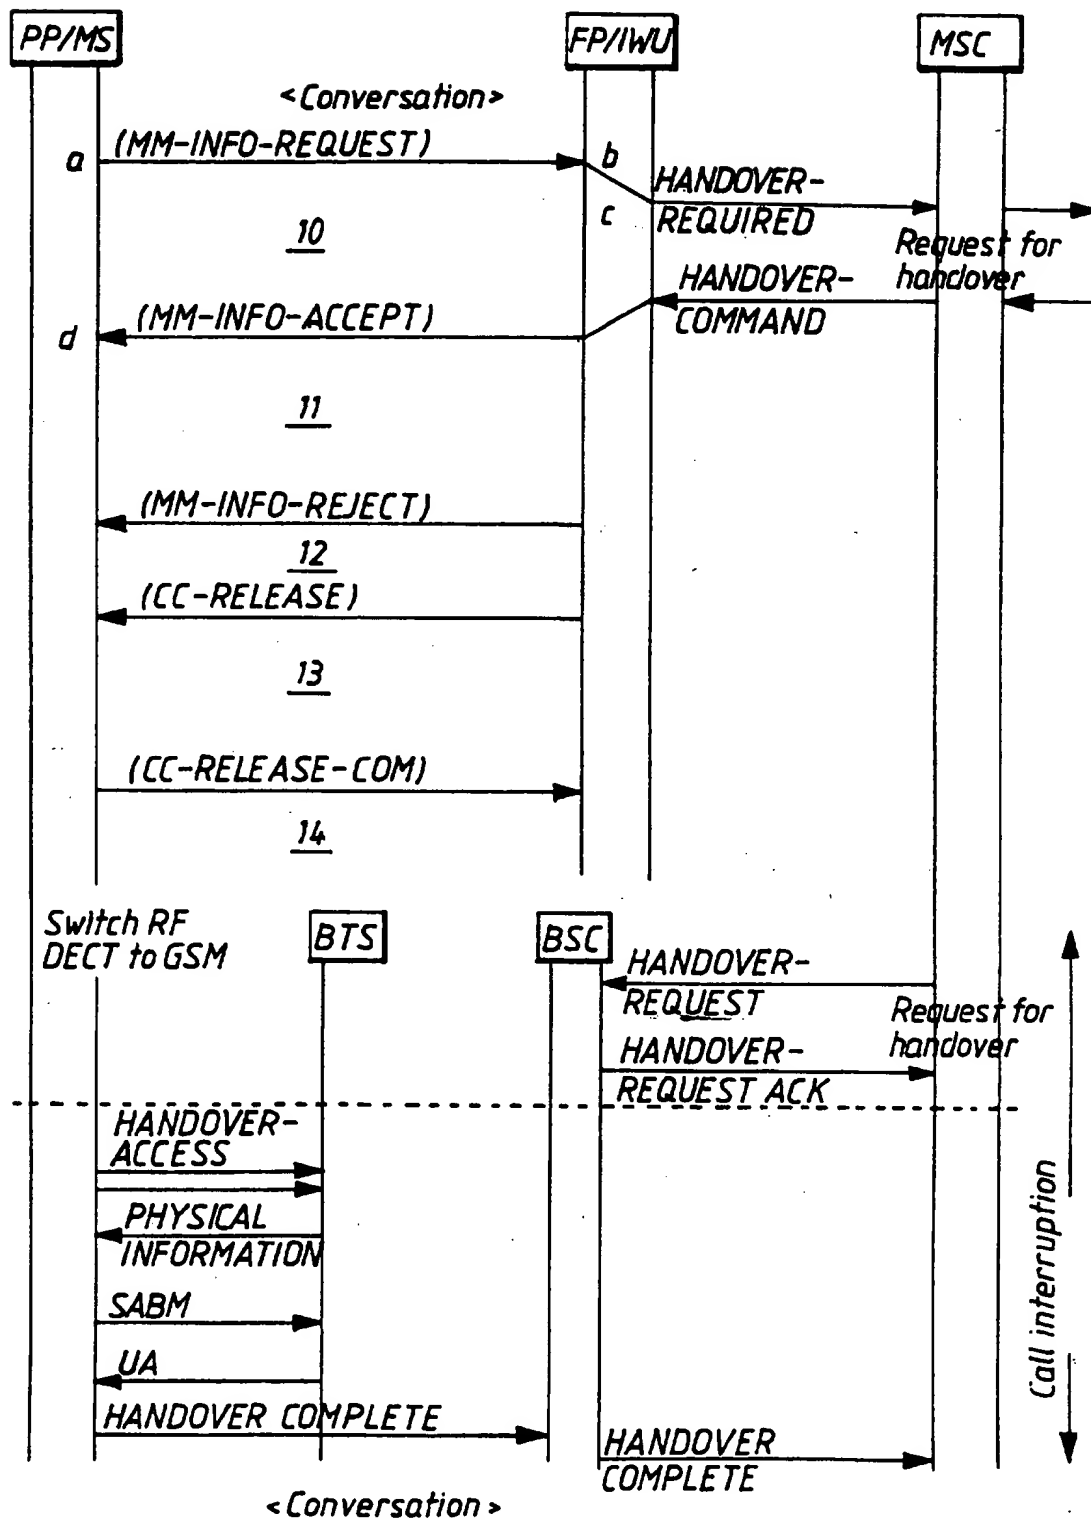 PP/MS
FP/IWU
MSC
<Conversation>
a
(MM-INFO-REQUEST)
b
HANDOVER-
c
REQUIRED
10
Request for
handover
HANDOVER-
COMMAND
d
(MM-INFO-ACCEPT)
11
(MM-INFO-REJECT)
12
(CC-RELEASE)
13
(CC-RELEASE-COM)
14
Switch RF
DECT to GSM
BTS
BSC
HANDOVER-
REQUEST
Request for
handover
HANDOVER-
REQUEST ACK
HANDOVER-
ACCESS
PHYSICAL
INFORMATION
SABM
UA
HANDOVER COMPLETE
HANDOVER
COMPLETE
Call interruption
<Conversation>